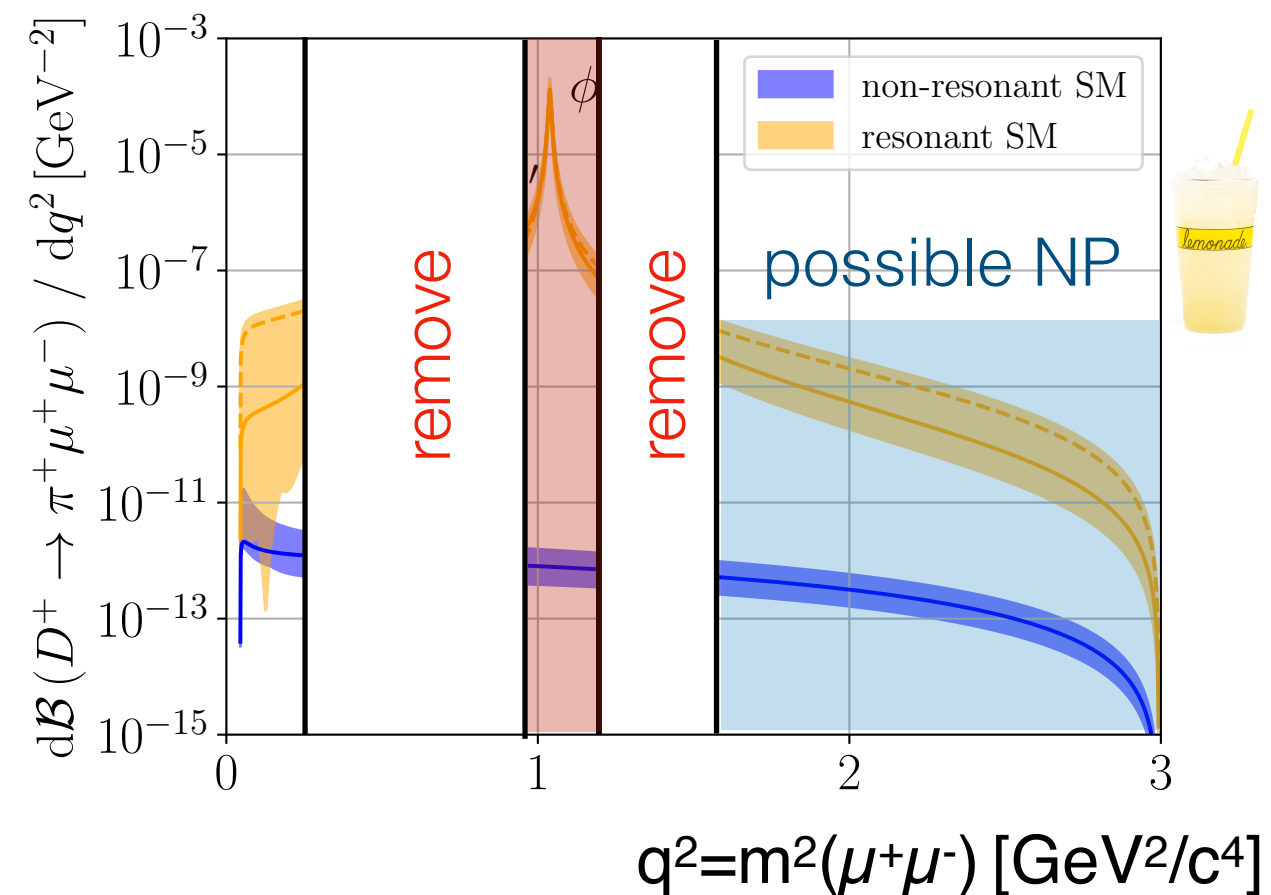 dℬ(D⁺ → π⁺μ⁺μ⁻) / dq² [GeV⁻²]
10⁻³
10⁻⁵
10⁻⁷
10⁻⁹
10⁻¹¹
10⁻¹³
10⁻¹⁵
ϕ
non-resonant SM
resonant SM
lemonade
remove
remove
possible NP
0
1
2
3
q²=m²(μ⁺μ⁻) [GeV²/c⁴]